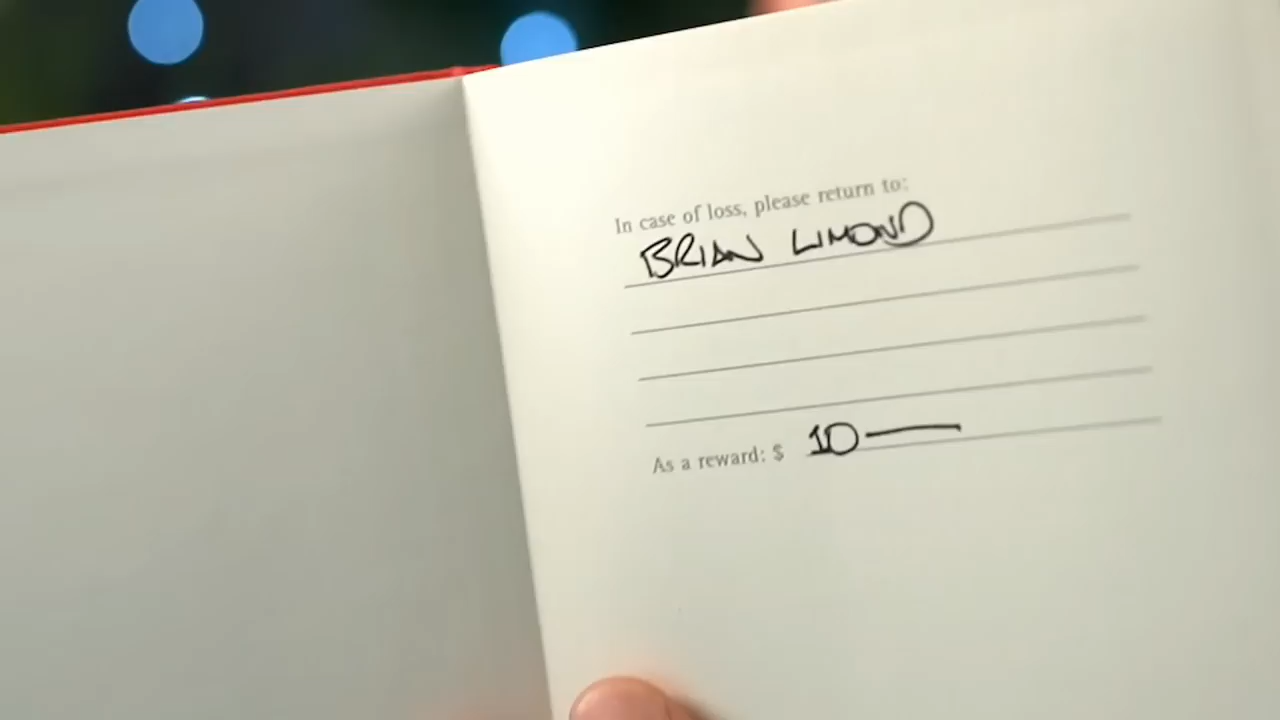 In case of loss, please return to:
BRIAN LIMOND
As a reward: $ 10 —